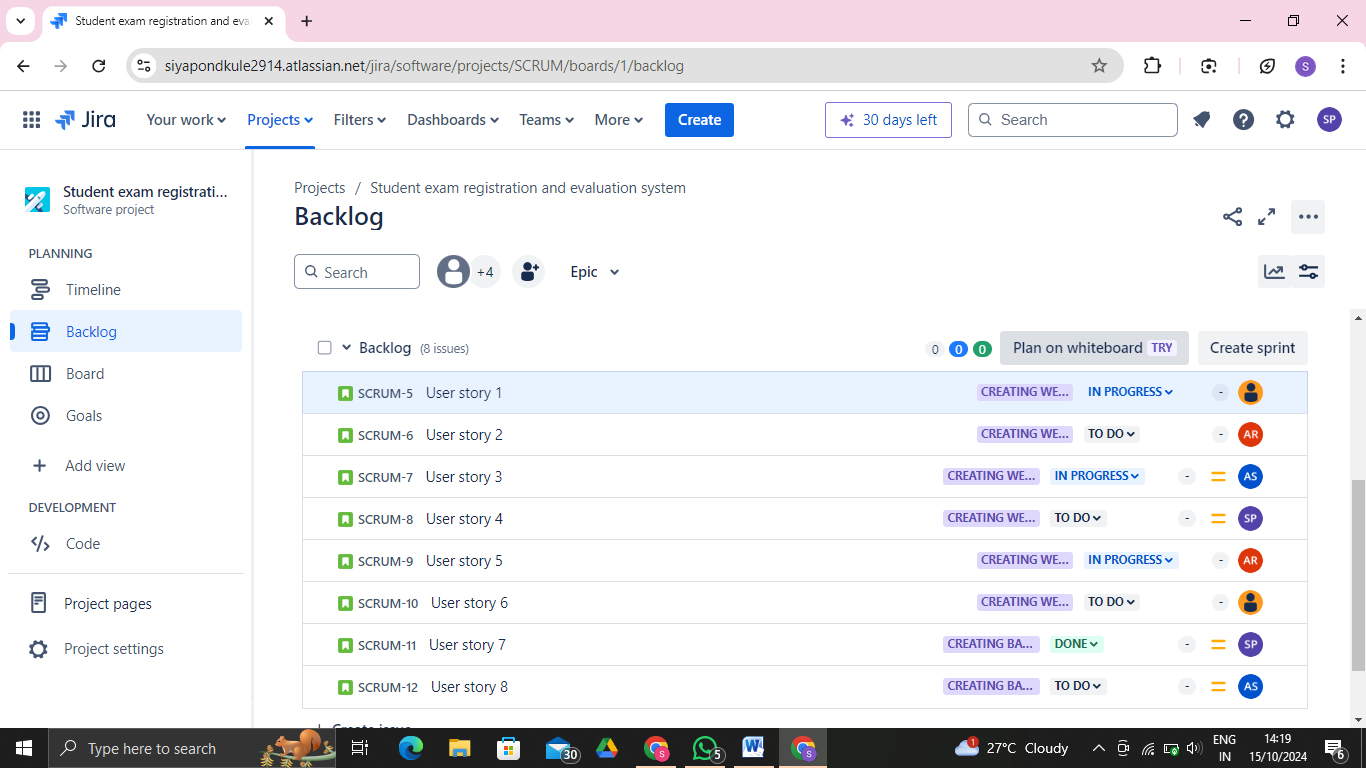 Student exam registration and eva
siyapondkule2914.atlassian.net/jira/software/projects/SCRUM/boards/1/backlog
S
Jira
Your work
Projects
Filters
Dashboards
Teams
More
Create
30 days left
Search
SP
Student exam registrati...
Software project
PLANNING
Timeline
Backlog
Board
Goals
Add view
DEVELOPMENT
Code
Project pages
Project settings
Projects / Student exam registration and evaluation system
Backlog
Search
+4
Epic
Backlog (8 issues)
0 0 0
Plan on whiteboard TRY
Create sprint
SCRUM-5 User story 1 CREATING WE... IN PROGRESS -
SCRUM-6 User story 2 CREATING WE... TO DO - AR
SCRUM-7 User story 3 CREATING WE... IN PROGRESS - AS
SCRUM-8 User story 4 CREATING WE... TO DO - SP
SCRUM-9 User story 5 CREATING WE... IN PROGRESS - AR
SCRUM-10 User story 6 CREATING WE... TO DO -
SCRUM-11 User story 7 CREATING BA... DONE - SP
SCRUM-12 User story 8 CREATING BA... TO DO - AS
+ Create issue
Type here to search
30
S
5
W
S
27°C Cloudy
ENG
IN
14:19
15/10/2024
6